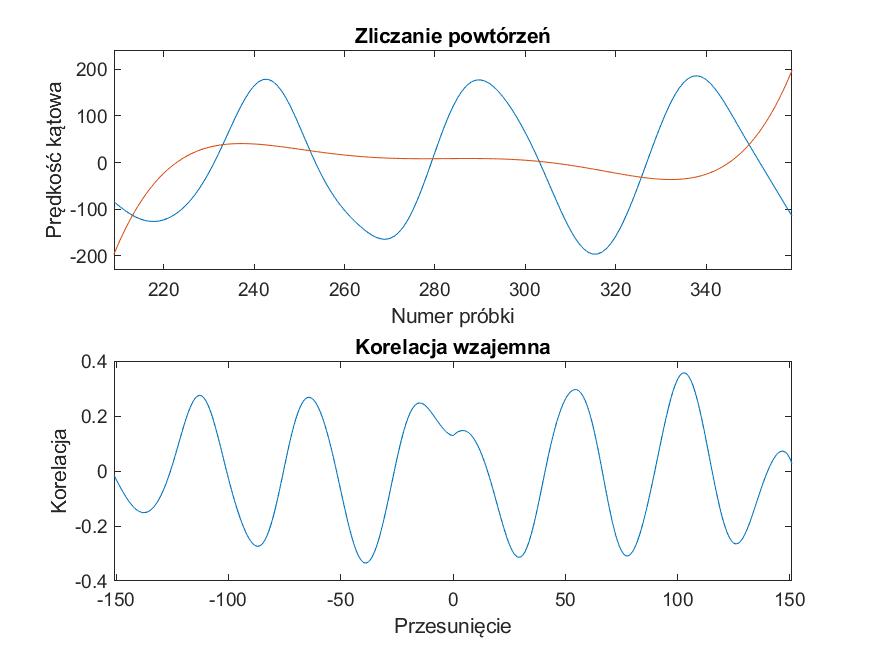 Zliczanie powtórzeń
Prędkość kątowa
200
100
0
-100
-200
220 240 260 280 300 320 340
Numer próbki
Korelacja wzajemna
Korelacja
0.4
0.2
0
-0.2
-0.4
-150 -100 -50 0 50 100 150
Przesunięcie